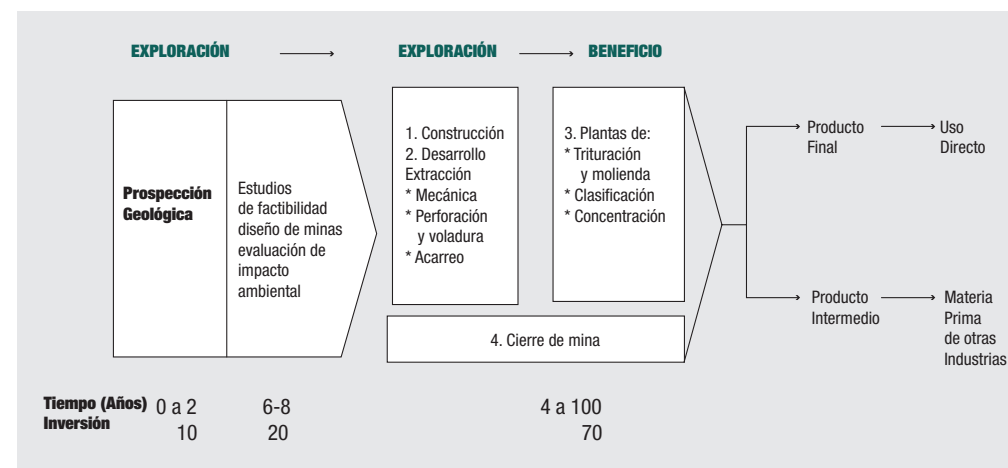 EXPLORACIÓN
EXPLORACIÓN
BENEFICIO
Prospección
Geológica
Estudios
de factibilidad
diseño de minas
evaluación de
impacto
ambiental
1. Construcción
2. Desarrollo
Extracción
* Mecánica
* Perforación
y voladura
* Acarreo
3. Plantas de:
* Trituración
y molienda
* Clasificación
* Concentración
4. Cierre de mina
Producto
Final
Uso
Directo
Producto
Intermedio
Materia
Prima
de otras
Industrias
Tiempo (Años) 0 a 2 6-8 4 a 100
Inversión 10 20 70